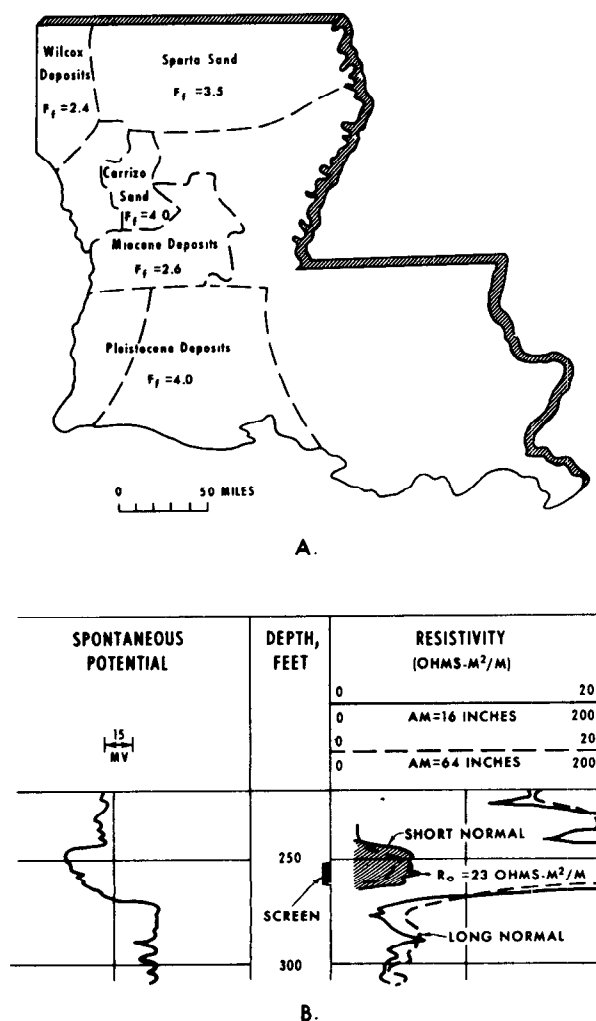 Wilcox
Deposits
Ff =2.4
Sparta Sand
Ff =3.5
Carrizo
Sand
Ff =4.0
Miocene Deposits
Ff =2.6
Pleistocene Deposits
Ff =4.0
0 50 MILES
A.
SPONTANEOUS
POTENTIAL
DEPTH,
FEET
RESISTIVITY
(OHMS-M²/M)
0 20
0 AM=16 INCHES 200
0 20
0 AM=64 INCHES 200
15
MV
SHORT NORMAL
250
Ro =23 OHMS-M²/M
SCREEN
LONG NORMAL
300
B.